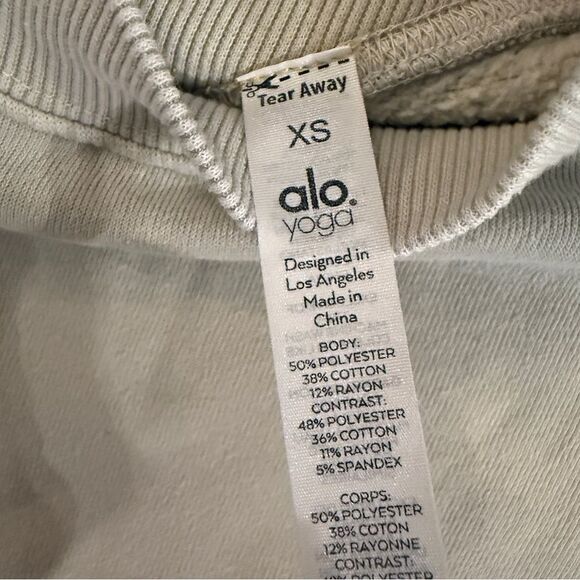 Tear Away
XS
alo.
yoga
Designed in
Los Angeles
Made in
China
BODY:
50% POLYESTER
38% COTTON
12% RAYON
CONTRAST:
48% POLYESTER
36% COTTON
11% RAYON
5% SPANDEX
CORPS:
50% POLYESTER
38% COTON
12% RAYONNE
CONTRAST: